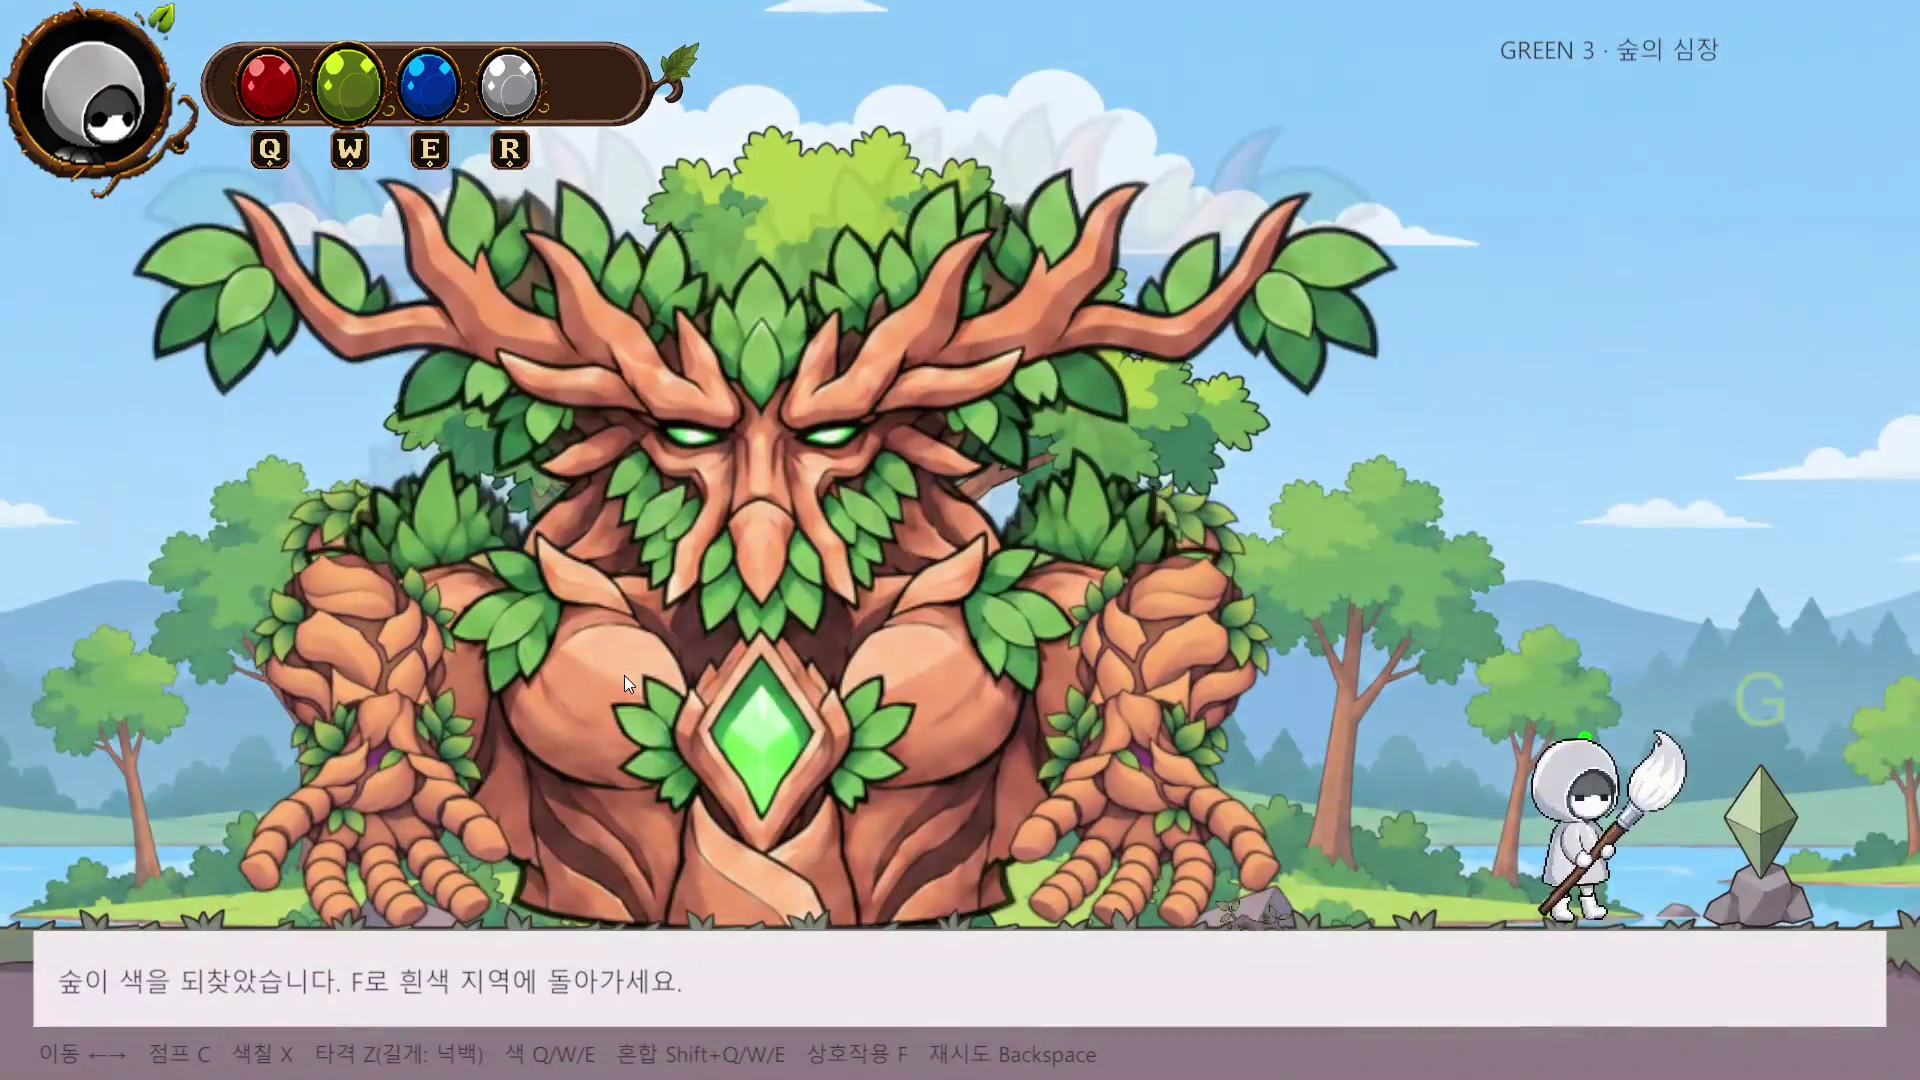 GREEN 3 · 숲의 심장
Q W E R
G
숲이 색을 되찾았습니다. F로 흰색 지역에 돌아가세요.
이동 ←→ 점프 C 색칠 X 타격 Z(길게: 넉백) 색 Q/W/E 혼합 Shift+Q/W/E 상호작용 F 재시도 Backspace